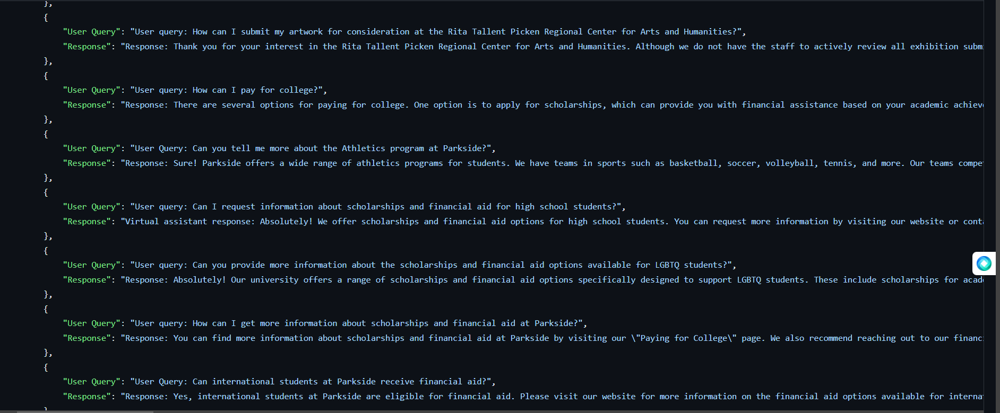 },
{
"User Query": "User query: How can I submit my artwork for consideration at the Rita Tallent Picken Regional Center for Arts and Humanities?",
"Response": "Response: Thank you for your interest in the Rita Tallent Picken Regional Center for Arts and Humanities. Although we do not have the staff to actively review all exhibition subm
},
{
"User Query": "User query: How can I pay for college?",
"Response": "Response: There are several options for paying for college. One option is to apply for scholarships, which can provide you with financial assistance based on your academic achiev
},
{
"User Query": "User Query: Can you tell me more about the Athletics program at Parkside?",
"Response": "Response: Sure! Parkside offers a wide range of athletics programs for students. We have teams in sports such as basketball, soccer, volleyball, tennis, and more. Our teams compe
},
{
"User Query": "User query: Can I request information about scholarships and financial aid for high school students?",
"Response": "Virtual assistant response: Absolutely! We offer scholarships and financial aid options for high school students. You can request more information by visiting our website or cont
},
{
"User Query": "User query: Can you provide more information about the scholarships and financial aid options available for LGBTQ students?",
"Response": "Response: Absolutely! Our university offers a range of scholarships and financial aid options specifically designed to support LGBTQ students. These include scholarships for acad
},
{
"User Query": "User query: How can I get more information about scholarships and financial aid at Parkside?",
"Response": "Response: You can find more information about scholarships and financial aid at Parkside by visiting our \"Paying for College\" page. We also recommend reaching out to our financ
},
{
"User Query": "User Query: Can international students at Parkside receive financial aid?",
"Response": "Response: Yes, international students at Parkside are eligible for financial aid. Please visit our website for more information on the financial aid options available for interna
}